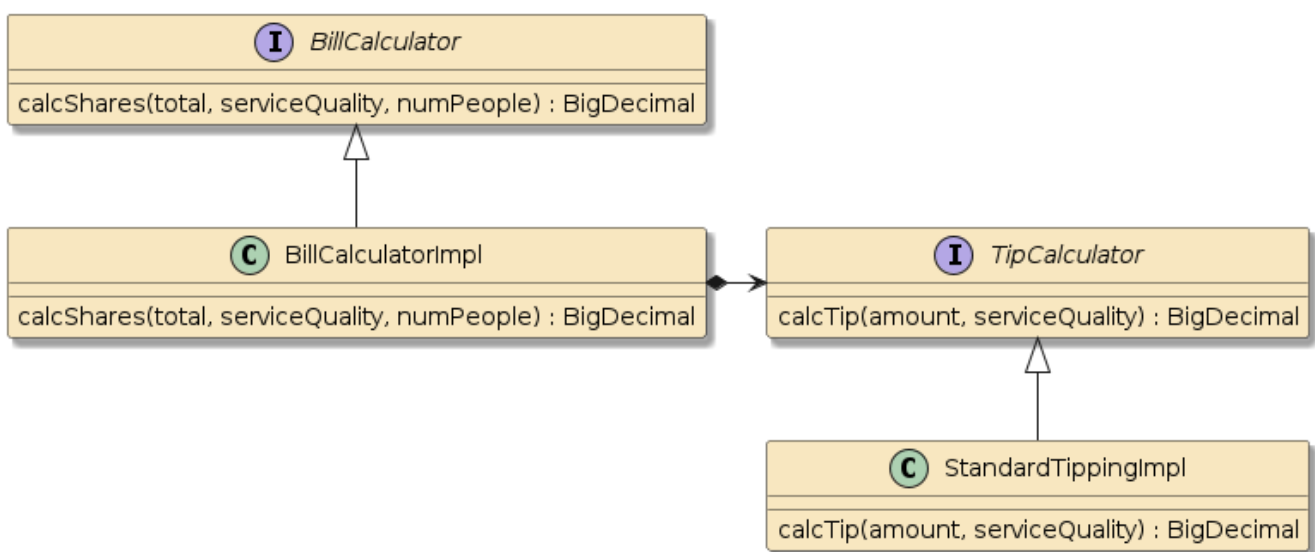 I BillCalculator
calcShares(total, serviceQuality, numPeople) : BigDecimal
C BillCalculatorImpl
calcShares(total, serviceQuality, numPeople) : BigDecimal
I TipCalculator
calcTip(amount, serviceQuality) : BigDecimal
C StandardTippingImpl
calcTip(amount, serviceQuality) : BigDecimal